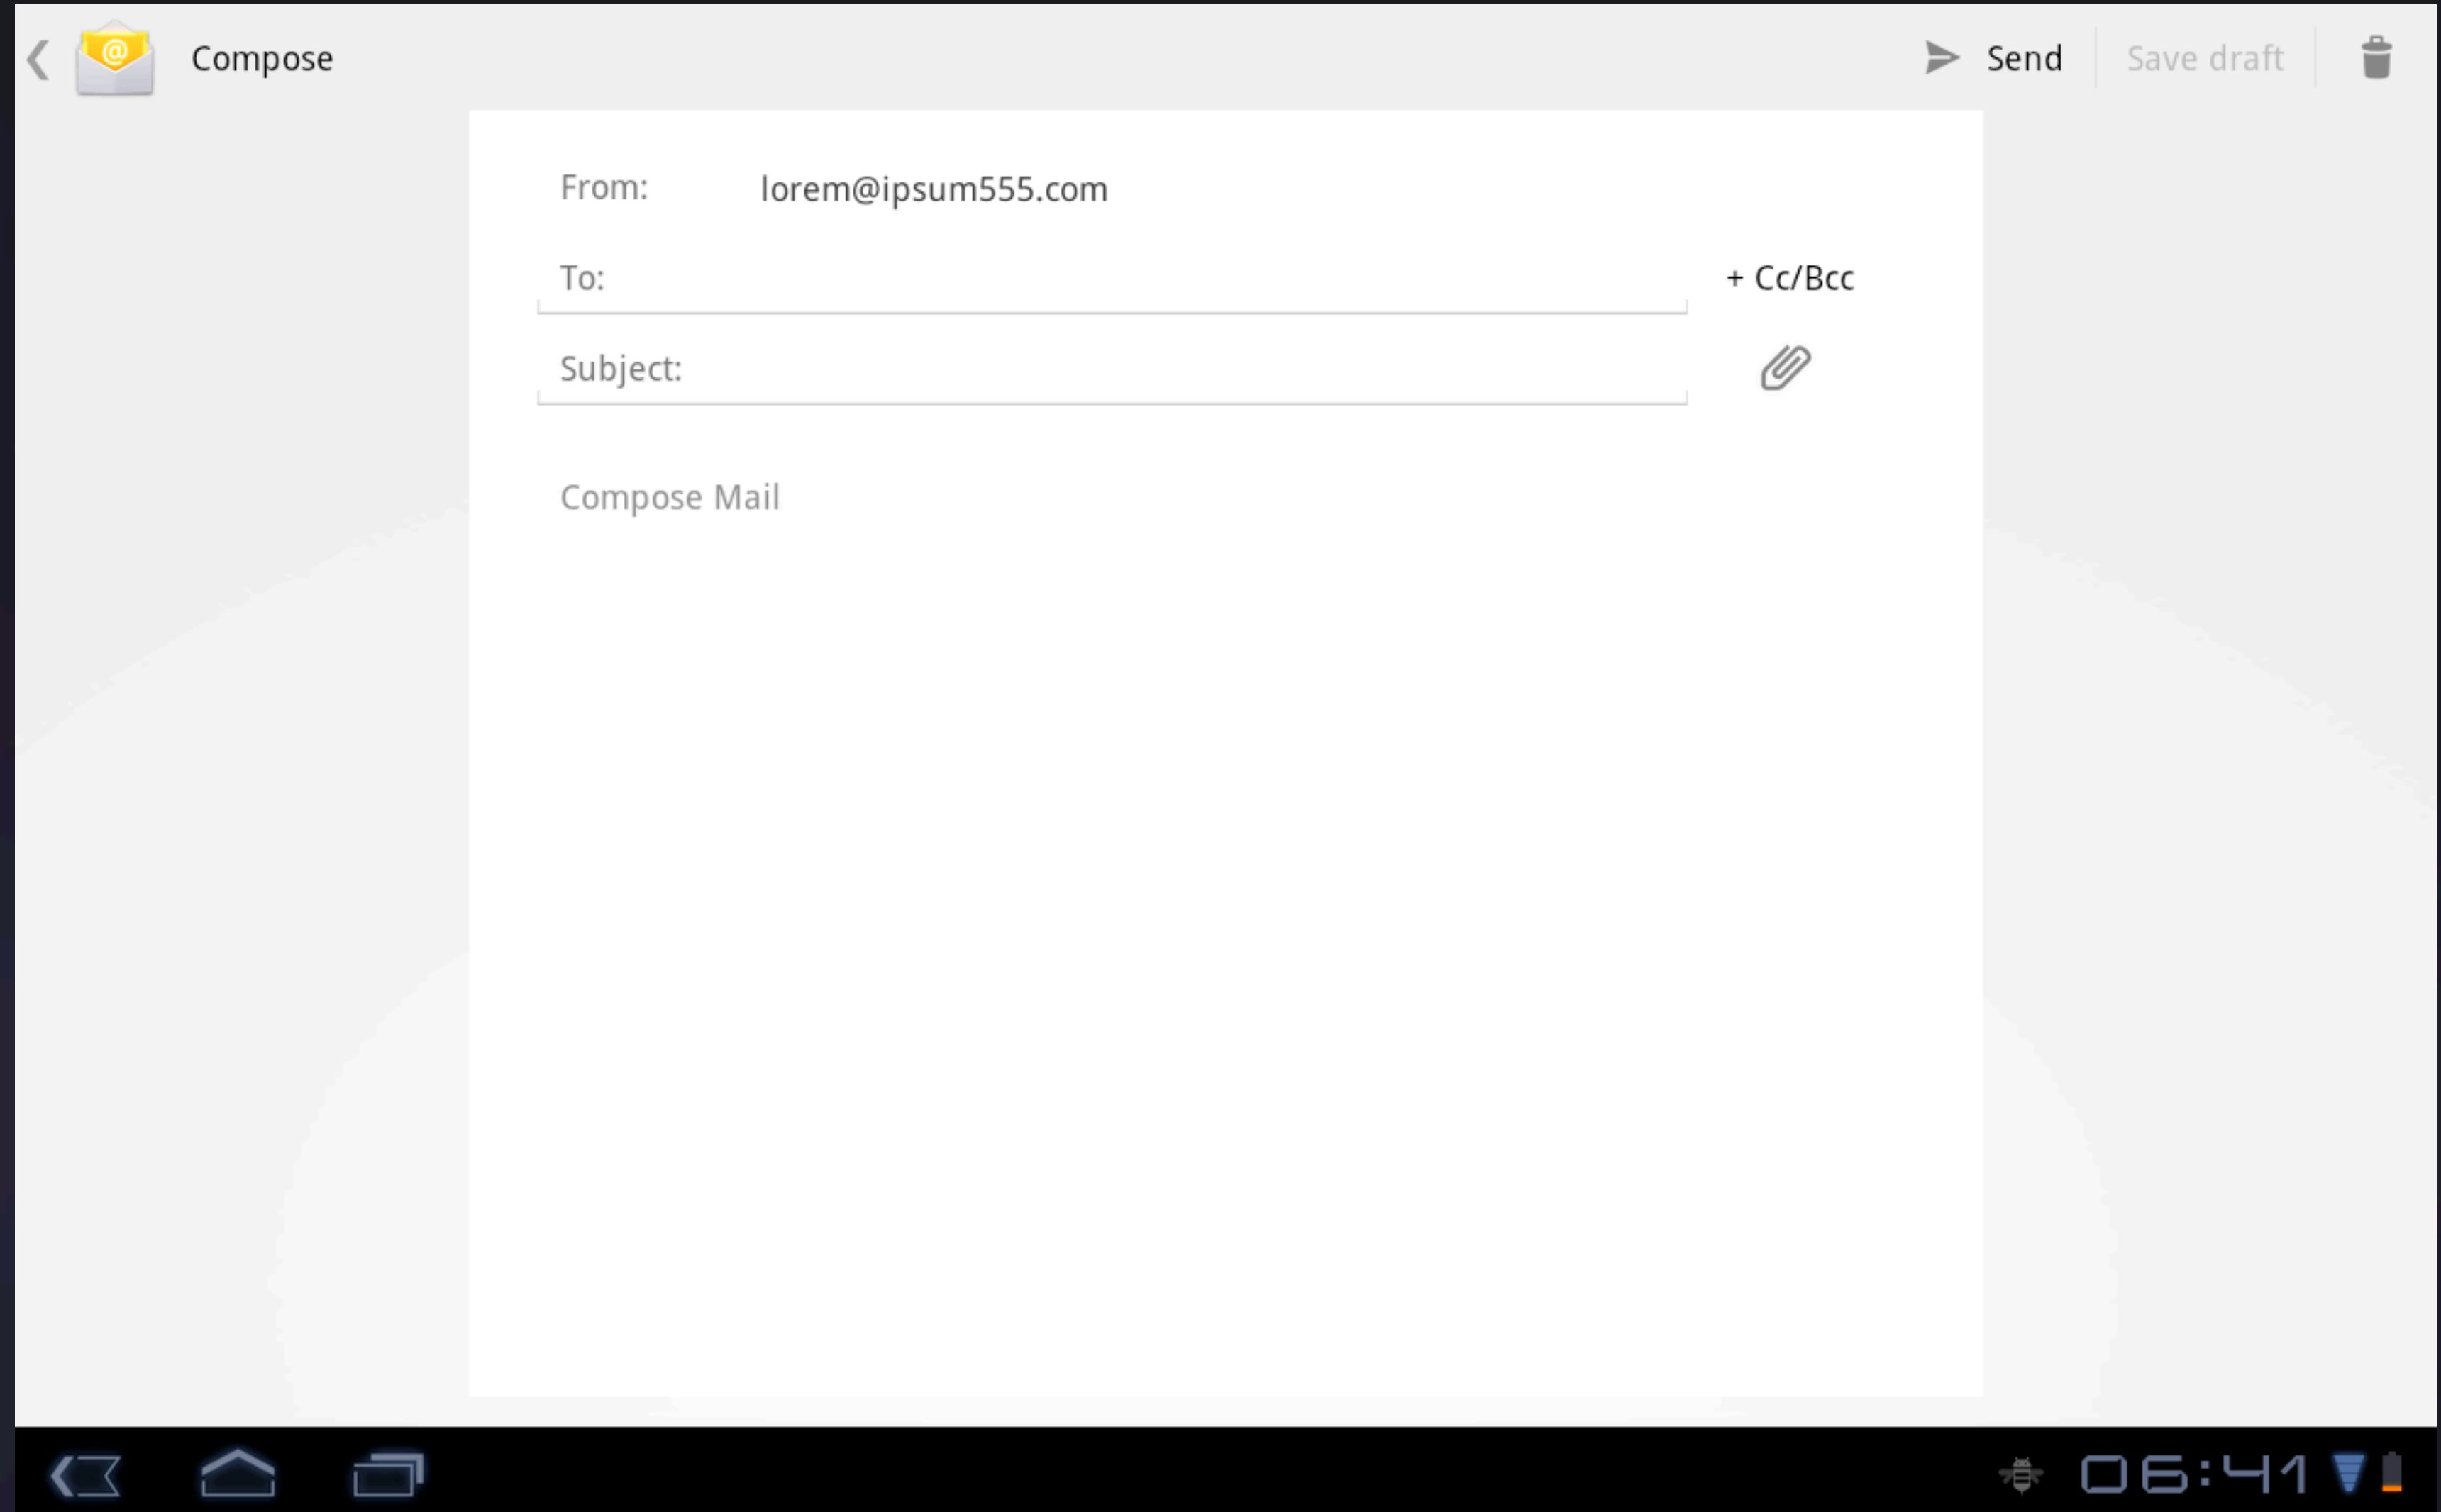 Compose
Send
Save draft
From: lorem@ipsum555.com
To:
+ Cc/Bcc
Subject:
Compose Mail
06:41